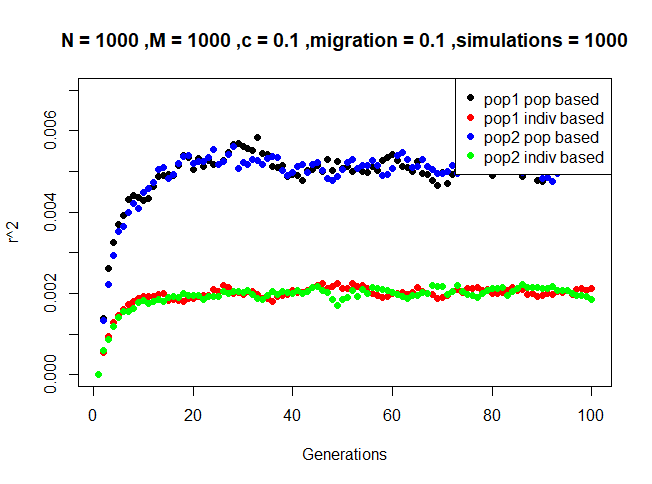 N = 1000 ,M = 1000 ,c = 0.1 ,migration = 0.1 ,simulations = 1000
pop1 pop based
pop1 indiv based
pop2 pop based
pop2 indiv based
r^2
0.006
0.004
0.002
0.000
0 20 40 60 80 100
Generations